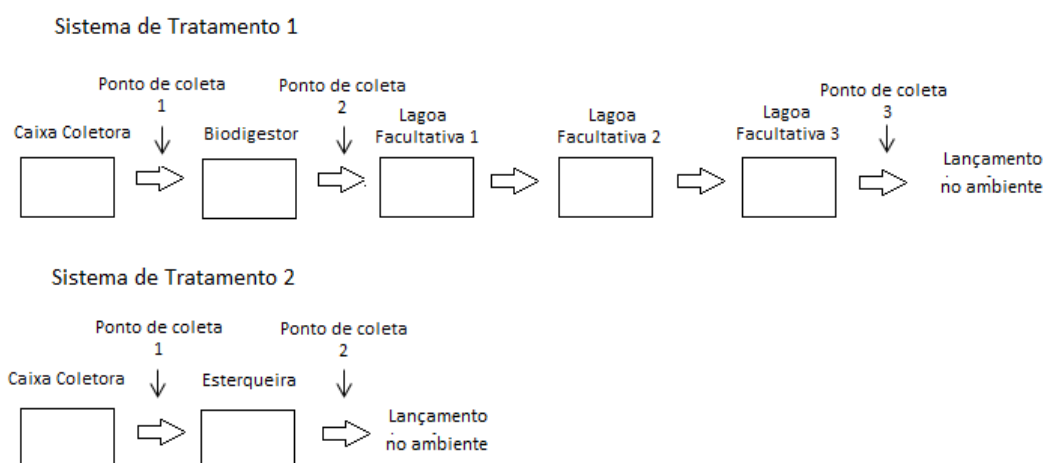 Sistema de Tratamento 1
Ponto de coleta
1
Ponto de coleta
2
Ponto de coleta
3
Caixa Coletora
Biodigestor
Lagoa
Facultativa 1
Lagoa
Facultativa 2
Lagoa
Facultativa 3
Lançamento
no ambiente
Sistema de Tratamento 2
Ponto de coleta
1
Ponto de coleta
2
Caixa Coletora
Esterqueira
Lançamento
no ambiente